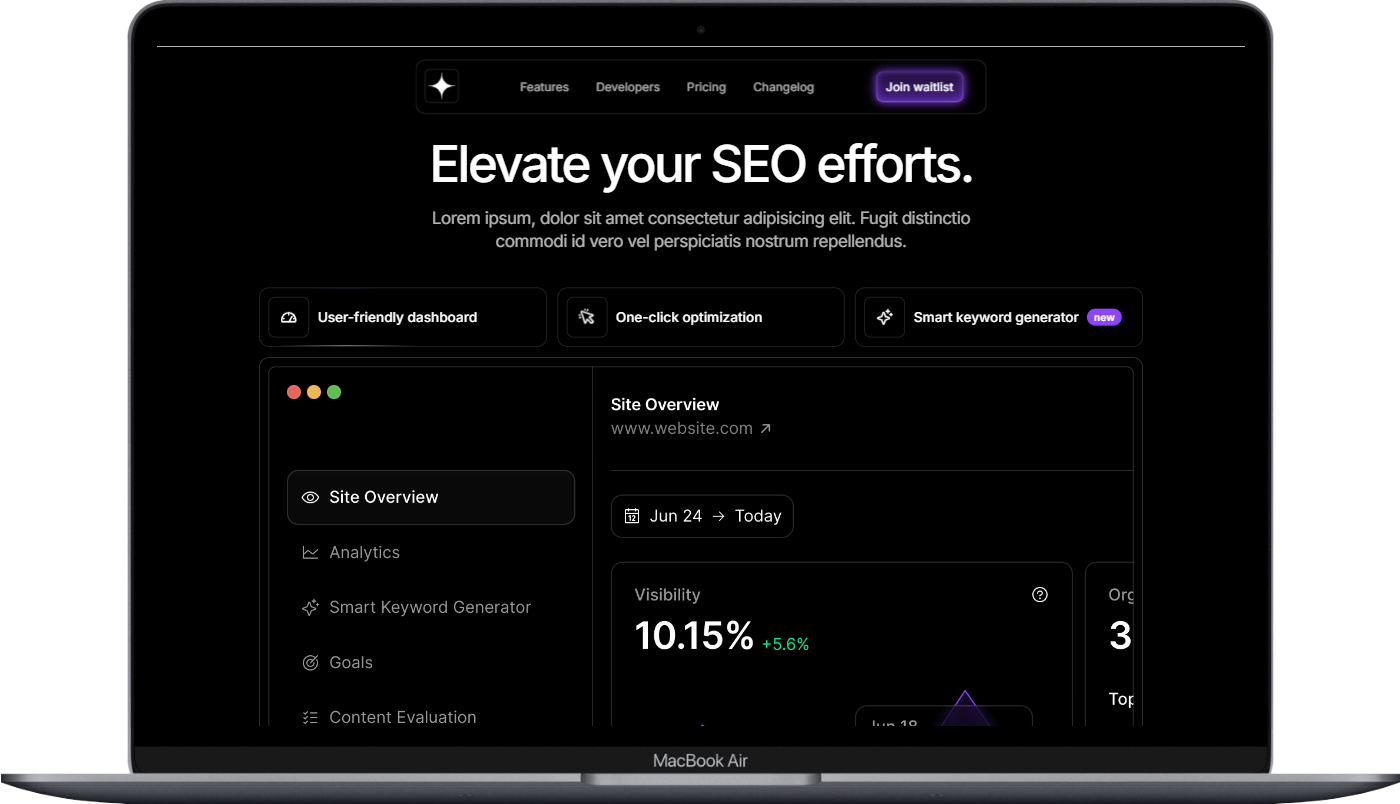 Features Developers Pricing Changelog Join waitlist
Elevate your SEO efforts.
Lorem ipsum, dolor sit amet consectetur adipisicing elit. Fugit distinctio
commodi id vero vel perspiciatis nostrum repellendus.
User-friendly dashboard
One-click optimization
Smart keyword generator new
Site Overview
www.website.com
Site Overview
Analytics
Smart Keyword Generator
Goals
Content Evaluation
12 Jun 24 → Today
Visibility
10.15% +5.6%
Jun 18
Org
3
Top
MacBook Air